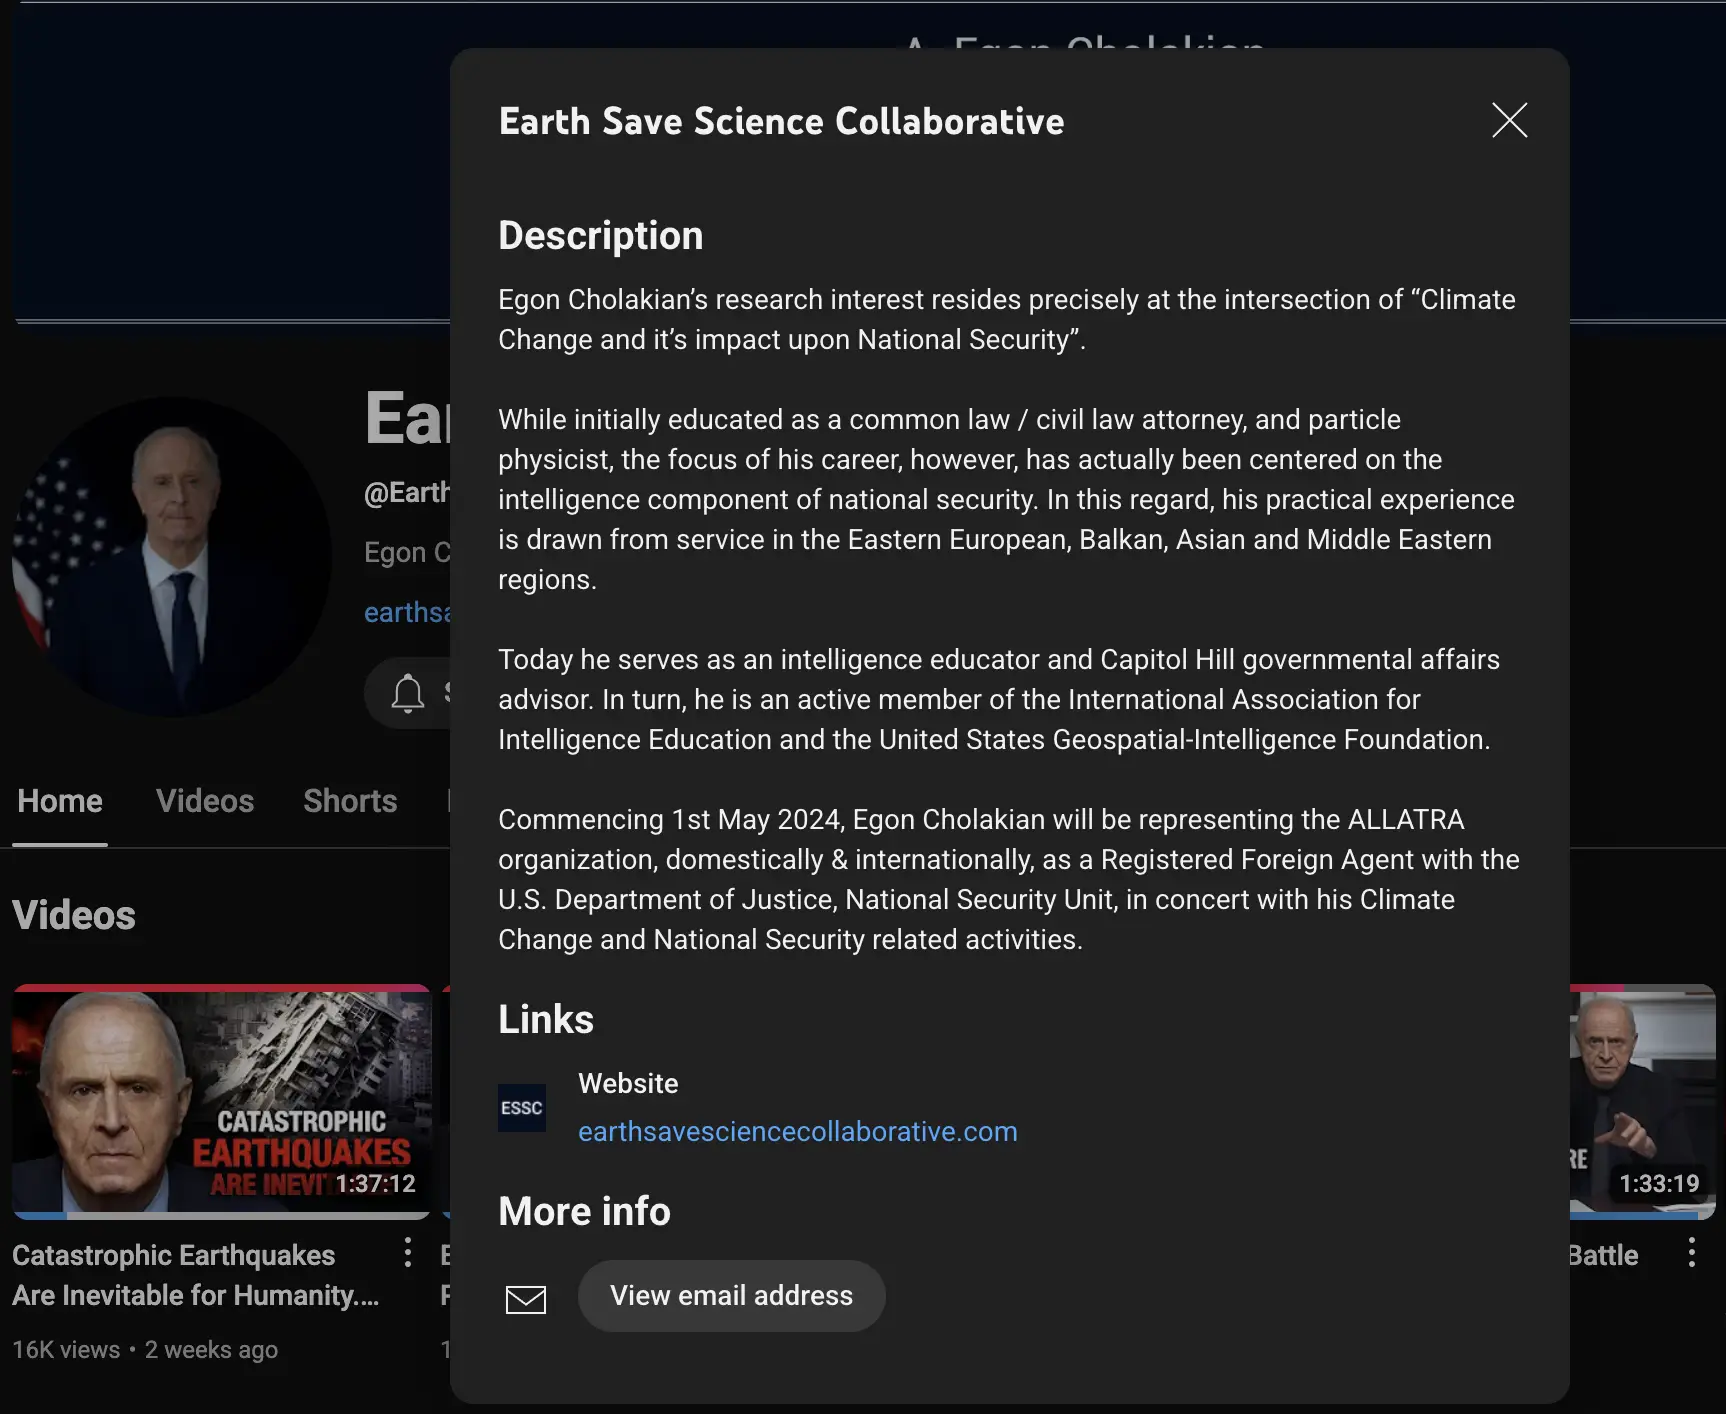 A. Egon Cholakian
Earth Save Science Collaborative
Description
Egon Cholakian’s research interest resides precisely at the intersection of “Climate
Change and it’s impact upon National Security”.
While initially educated as a common law / civil law attorney, and particle
physicist, the focus of his career, however, has actually been centered on the
intelligence component of national security. In this regard, his practical experience
is drawn from service in the Eastern European, Balkan, Asian and Middle Eastern
regions.
Today he serves as an intelligence educator and Capitol Hill governmental affairs
advisor. In turn, he is an active member of the International Association for
Intelligence Education and the United States Geospatial-Intelligence Foundation.
Commencing 1st May 2024, Egon Cholakian will be representing the ALLATRA
organization, domestically & internationally, as a Registered Foreign Agent with the
U.S. Department of Justice, National Security Unit, in concert with his Climate
Change and National Security related activities.
Links
ESSC
Website
earthsavesciencecollaborative.com
More info
View email address
Ea
@Earth
Egon C
earthsa
Home Videos Shorts
Videos
CATASTROPHIC
EARTHQUAKES
ARE INEVIT
1:37:12
Catastrophic Earthquakes
Are Inevitable for Humanity....
16K views • 2 weeks ago
RE
1:33:19
Battle